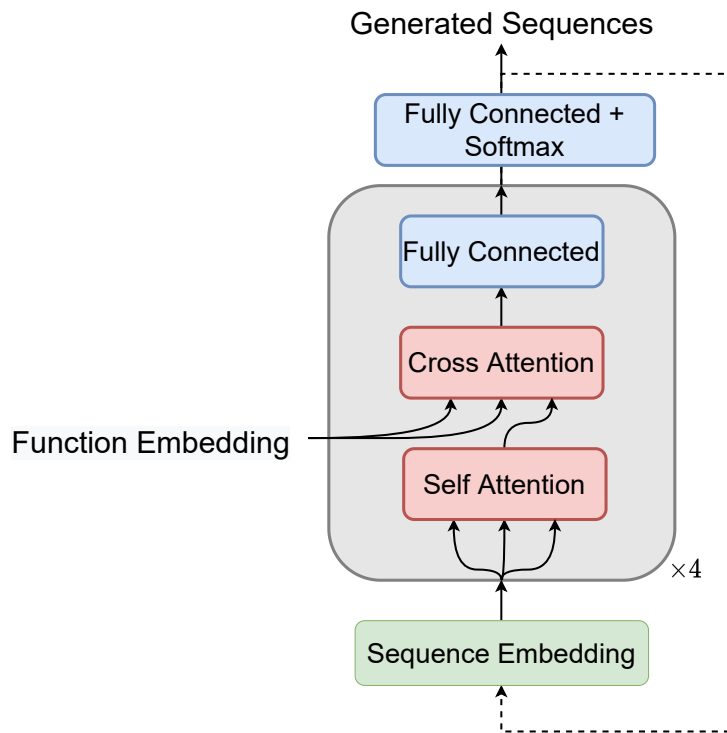 Generated Sequences
Fully Connected +
Softmax
Fully Connected
Cross Attention
Function Embedding
Self Attention
×4
Sequence Embedding